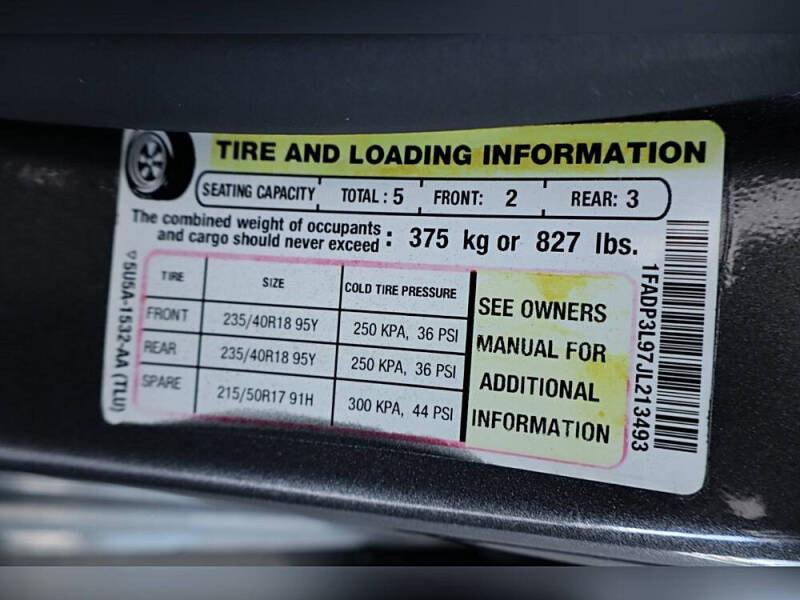 TIRE AND LOADING INFORMATION
SEATING CAPACITY TOTAL : 5 FRONT: 2 REAR: 3
The combined weight of occupants
and cargo should never exceed : 375 kg or 827 lbs.
TIRE SIZE COLD TIRE PRESSURE
FRONT 235/40R18 95Y 250 KPA, 36 PSI
REAR 235/40R18 95Y 250 KPA, 36 PSI
SPARE 215/50R17 91H 300 KPA, 44 PSI
SEE OWNERS
MANUAL FOR
ADDITIONAL
INFORMATION
5U5A-1532-AA (TLU)
1FADP3L97JL213493